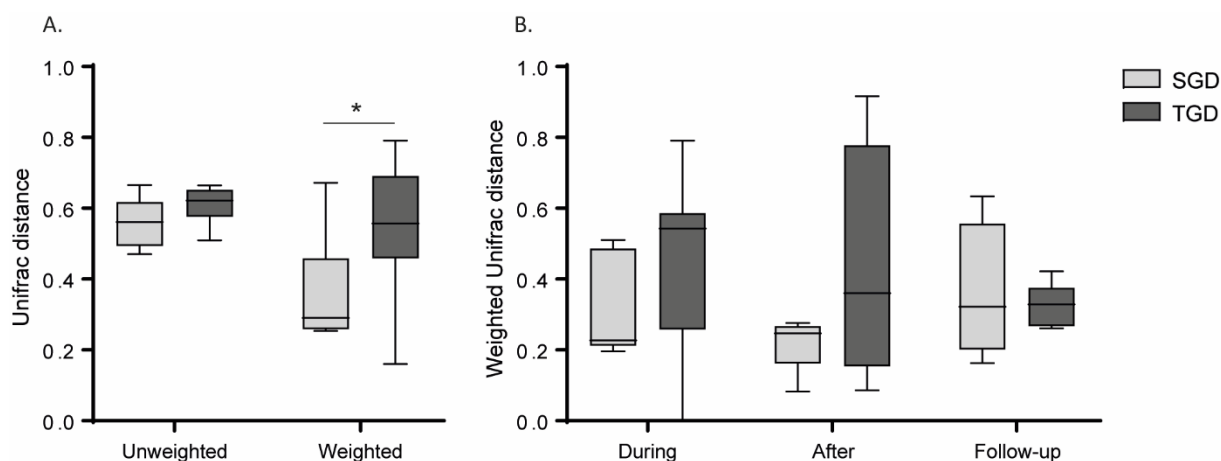 A.
B.
1.0
0.8
0.6
0.4
0.2
0.0
Unifrac distance
*
Unweighted
Weighted
1.0
0.8
0.6
0.4
0.2
0.0
Weighted Unifrac distance
During
After
Follow-up
SGD
TGD